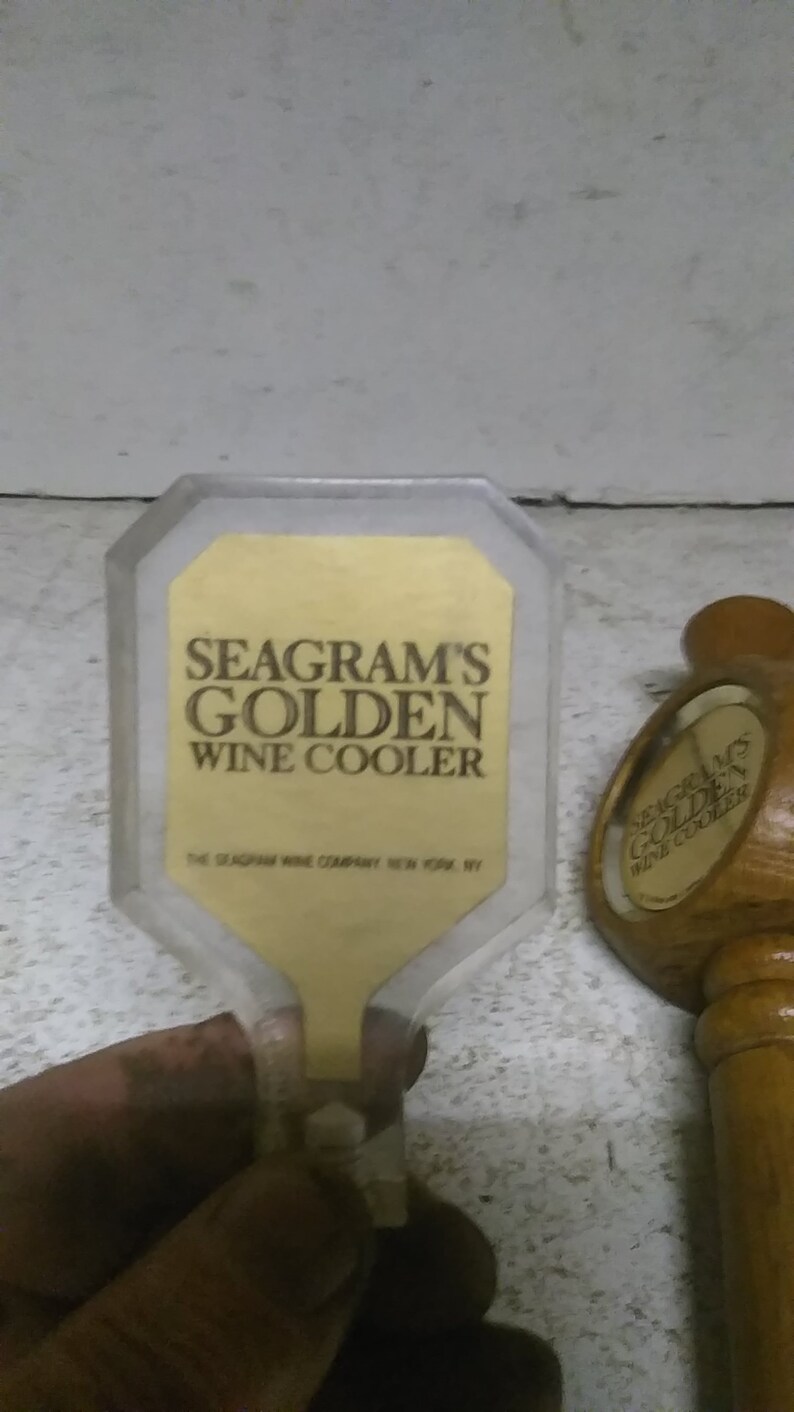 SEAGRAM'S
GOLDEN
WINE COOLER
THE SEAGRAM WINE COMPANY, NEW YORK, NY
SEAGRAM'S
GOLDEN
WINE COOLER